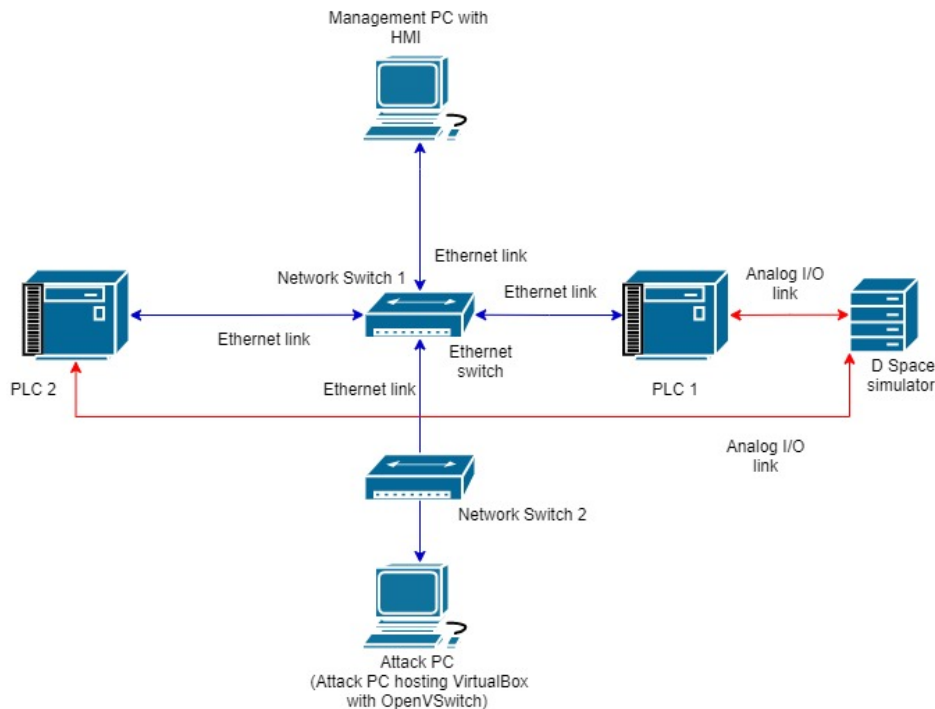 Management PC with
HMI
Ethernet link
Network Switch 1
Ethernet link
Analog I/O
link
Ethernet link
Ethernet
switch
Ethernet link
PLC 2
PLC 1
D Space
simulator
Analog I/O
link
Network Switch 2
Attack PC
(Attack PC hosting VirtualBox
with OpenVSwitch)